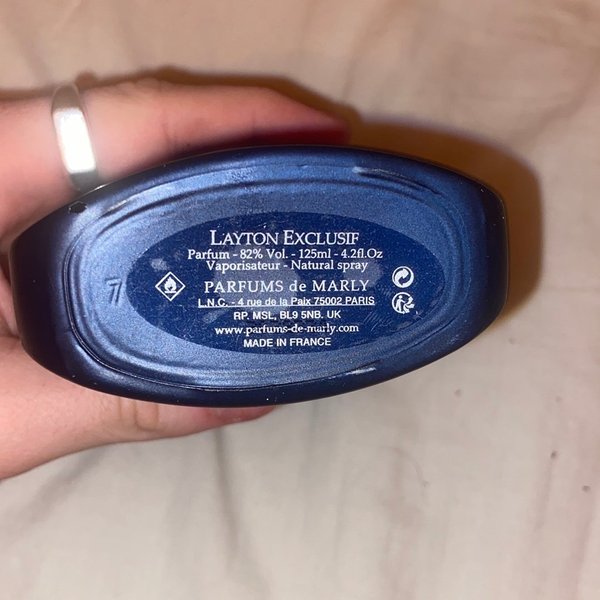 LAYTON EXCLUSIF
Parfum - 82% Vol. - 125ml - 4.2fl.Oz
Vaporisateur - Natural spray
PARFUMS de MARLY
L.N.C. - 4 rue de la Paix 75002 PARIS
RP. MSL, BL9 5NB. UK
www.parfums-de-marly.com
MADE IN FRANCE